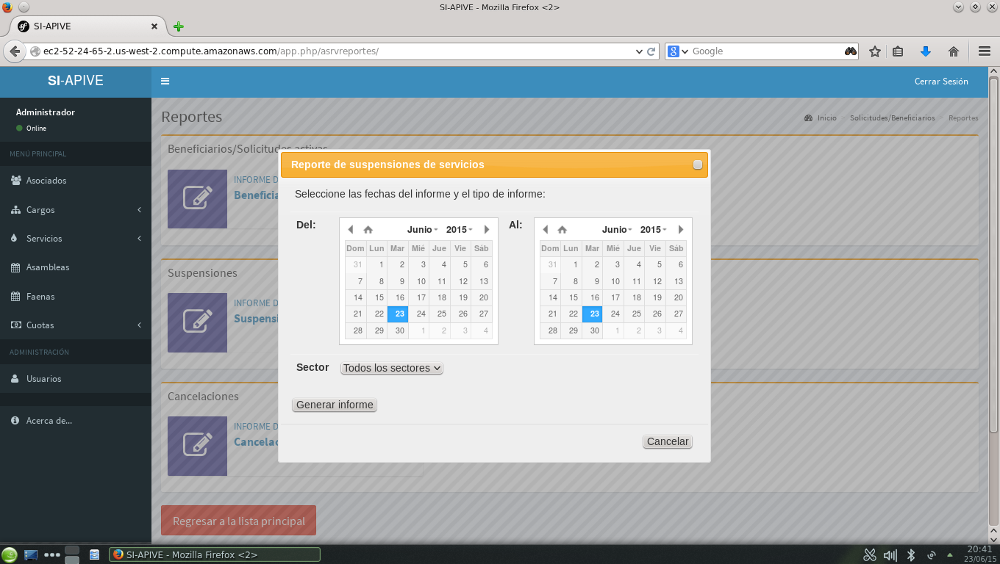 SI-APIVE - Mozilla Firefox <2>
SI-APIVE
ec2-52-24-65-2.us-west-2.compute.amazonaws.com/app.php/asrvreportes/
Google
SI-APIVE
Cerrar Sesión
Administrador
Online
MENÚ PRINCIPAL
Asociados
Cargos
Servicios
Asambleas
Faenas
Cuotas
ADMINISTRACIÓN
Usuarios
Acerca de...
Reportes
Inicio
Solicitudes/Beneficiarios
Reportes
Beneficiarios/Solicitudes activas
INFORME D
Beneficia
Suspensiones
INFORME D
Suspensi
Cancelaciones
INFORME D
Cancelac
Regresar a la lista principal
Reporte de suspensiones de servicios
Seleccione las fechas del informe y el tipo de informe:
Del:
Junio 2015
Dom Lun Mar Mié Jue Vie Sáb
31 1 2 3 4 5 6
7 8 9 10 11 12 13
14 15 16 17 18 19 20
21 22 23 24 25 26 27
28 29 30 1 2 3 4
Al:
Junio 2015
Dom Lun Mar Mié Jue Vie Sáb
31 1 2 3 4 5 6
7 8 9 10 11 12 13
14 15 16 17 18 19 20
21 22 23 24 25 26 27
28 29 30 1 2 3 4
Sector Todos los sectores
Generar informe
Cancelar
SI-APIVE - Mozilla Firefox <2>
20:41
23/06/15